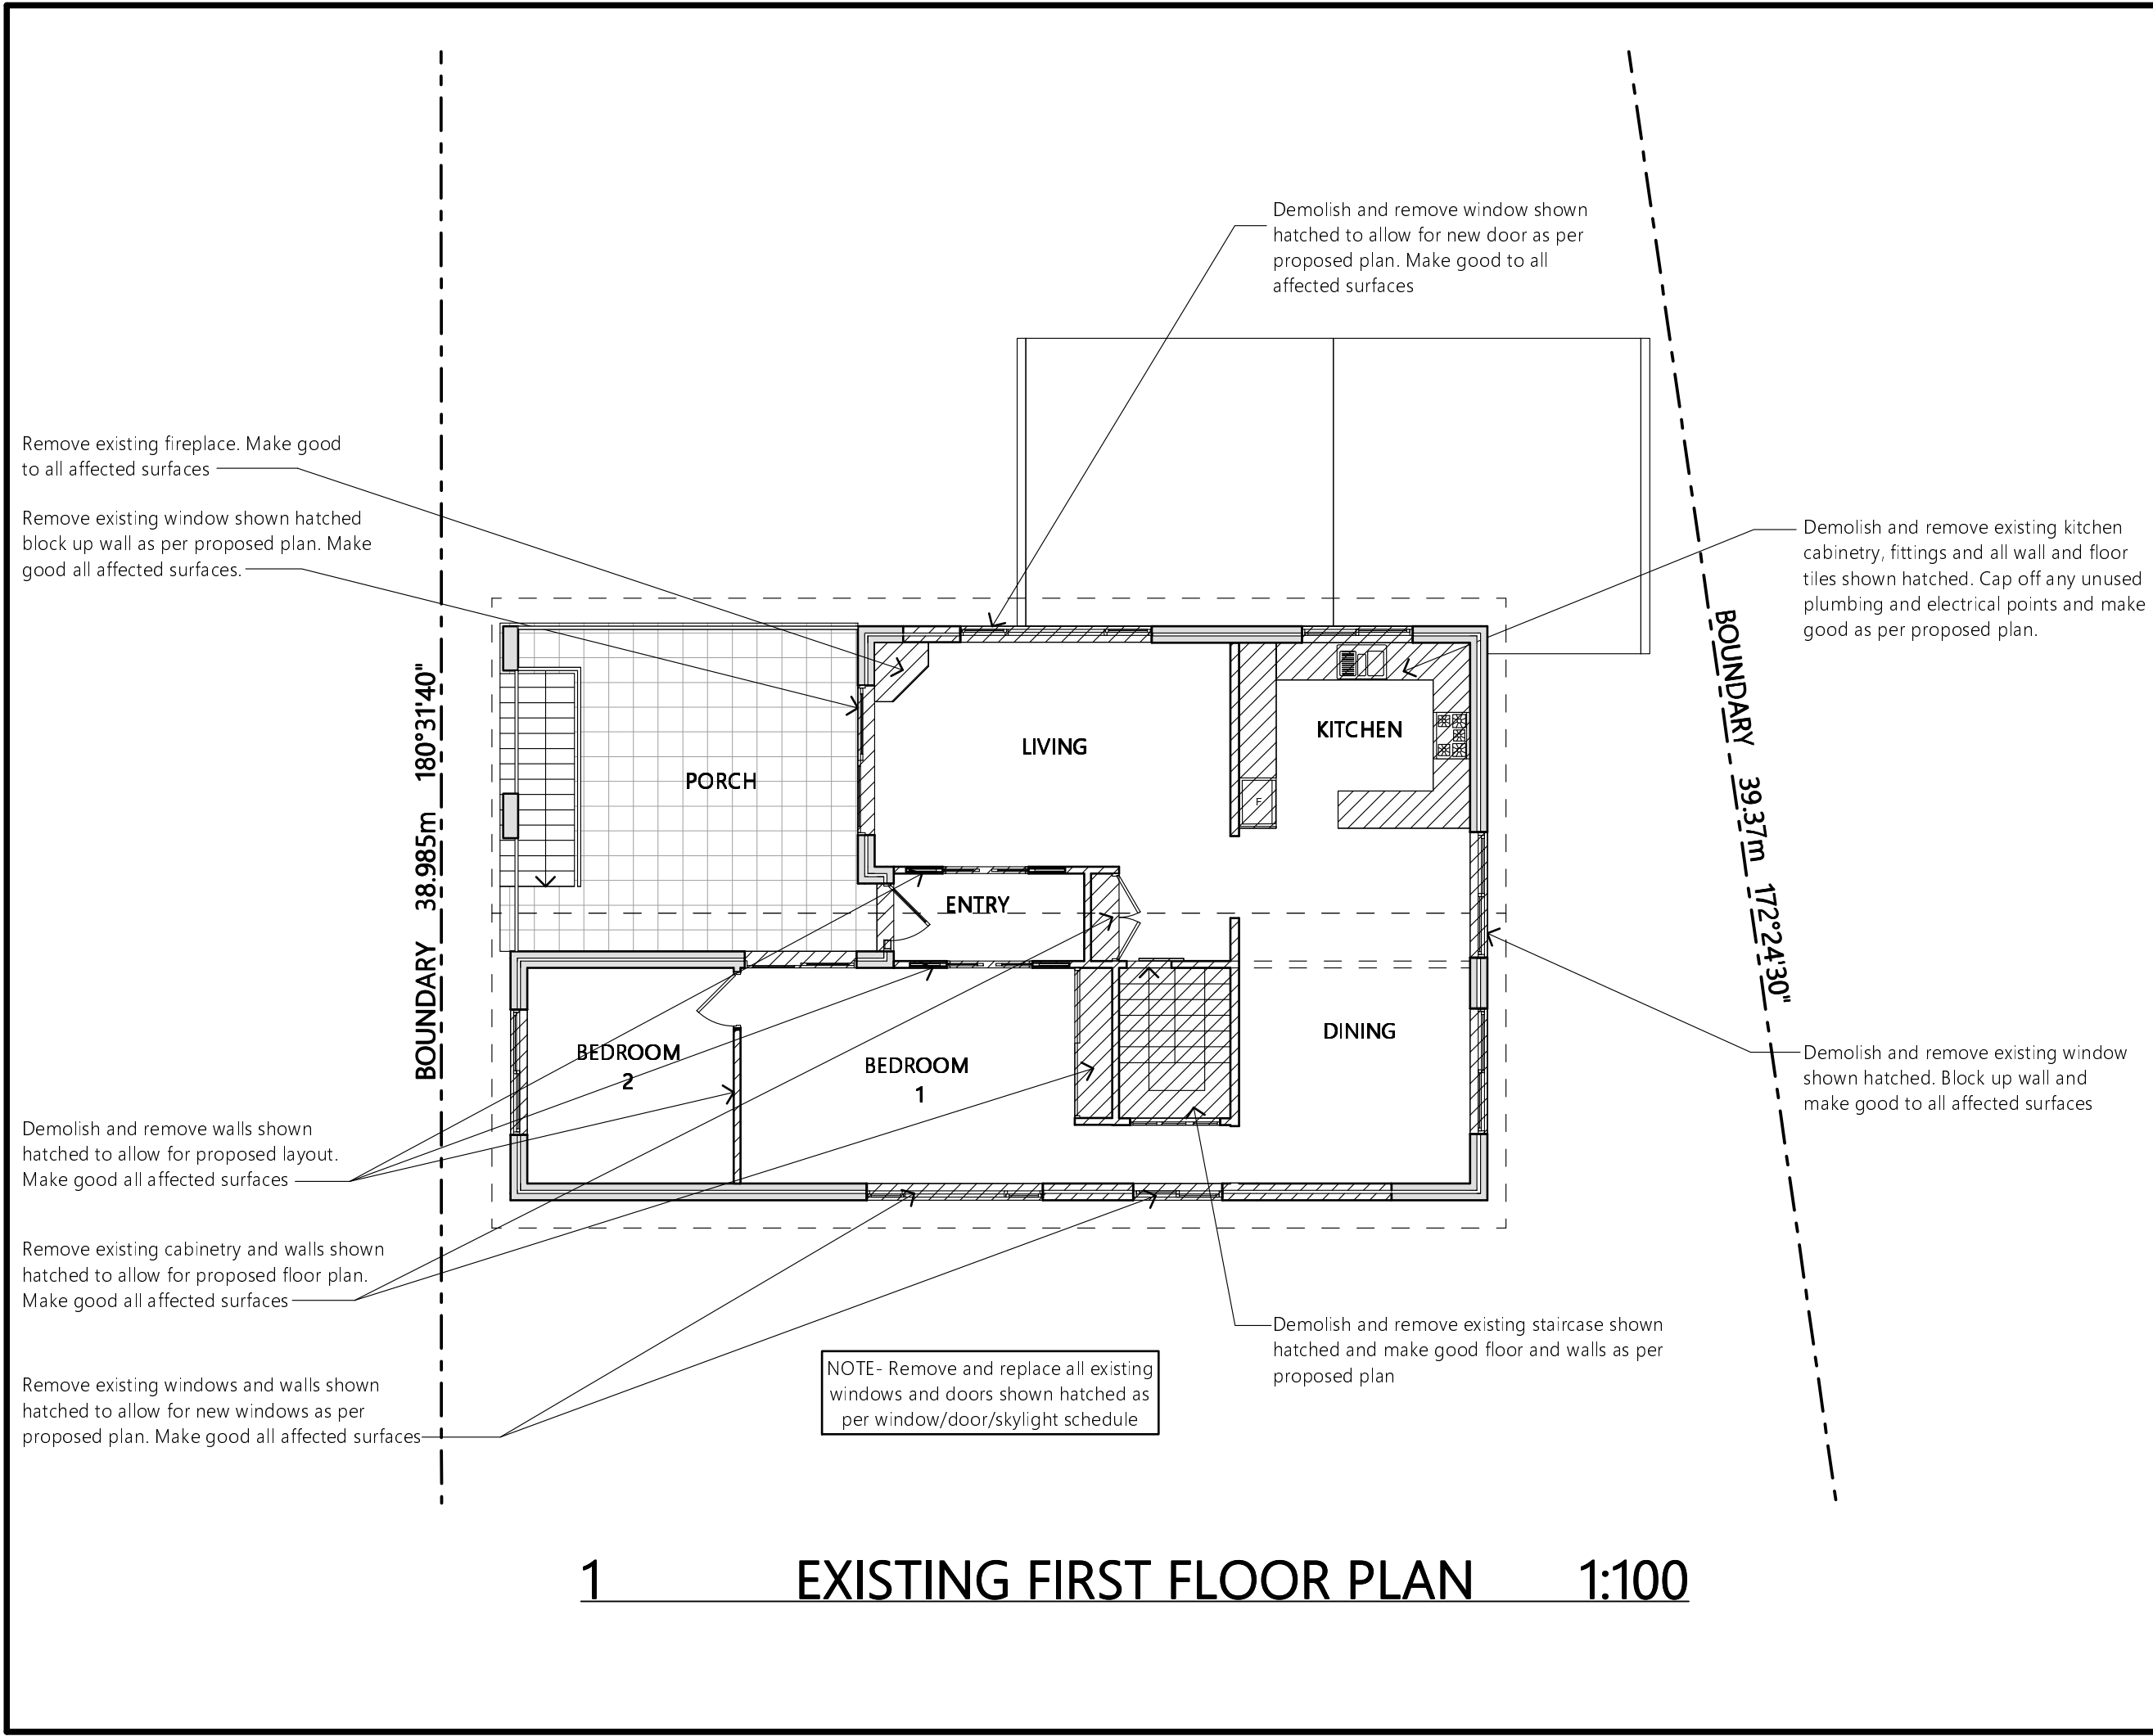 Demolish and remove window shown
hatched to allow for new door as per
proposed plan. Make good to all
affected surfaces
Remove existing fireplace. Make good
to all affected surfaces
Remove existing window shown hatched
block up wall as per proposed plan. Make
good all affected surfaces.
Demolish and remove existing kitchen
cabinetry, fittings and all wall and floor
tiles shown hatched. Cap off any unused
plumbing and electrical points and make
good as per proposed plan.
BOUNDARY 38.985m 180°31'40"
BOUNDARY 39.37m 172°24'30"
KITCHEN
LIVING
PORCH
F
ENTRY
DINING
BEDROOM
2
BEDROOM
1
Demolish and remove existing window
shown hatched. Block up wall and
make good to all affected surfaces
Demolish and remove walls shown
hatched to allow for proposed layout.
Make good all affected surfaces
Remove existing cabinetry and walls shown
hatched to allow for proposed floor plan.
Make good all affected surfaces
Demolish and remove existing staircase shown
hatched and make good floor and walls as per
proposed plan
NOTE- Remove and replace all existing
windows and doors shown hatched as
per window/door/skylight schedule
Remove existing windows and walls shown
hatched to allow for new windows as per
proposed plan. Make good all affected surfaces
1 EXISTING FIRST FLOOR PLAN 1:100